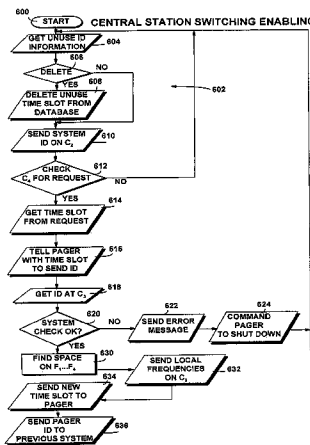 600
START
CENTRAL STATION SWITCHING ENABLING
GET UNUSE ID
INFORMATION
604
606
DELETE
NO
YES
608
DELETE UNUSE
TIME SLOT FROM
DATABASE
602
SEND SYSTEM
ID ON C2
610
612
CHECK
C4 FOR REQUEST
NO
YES
614
GET TIME SLOT
FROM REQUEST
616
TELL PAGER
WITH TIME SLOT
TO SEND ID
618
GET ID AT C3
620
SYSTEM
CHECK OK?
NO
YES
622
SEND ERROR
MESSAGE
624
COMMAND
PAGER
TO SHUT DOWN
630
FIND SPACE
ON F1...F4
SEND LOCAL
FREQUENCIES
ON C3
632
634
SEND NEW
TIME SLOT TO
PAGER
SEND PAGER
ID TO
PREVIOUS SYSTEM
636